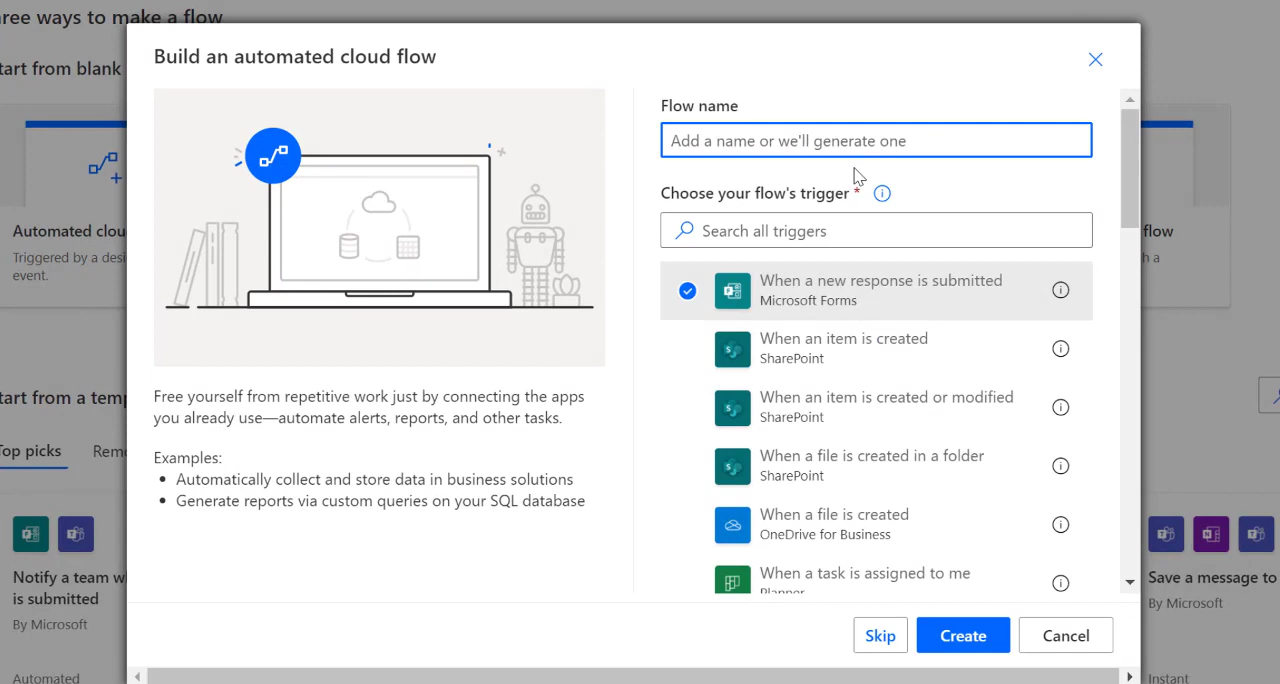 hree ways to make a flow
tart from blank
Automated clou
Triggered by a desi
event.
flow
h a
tart from a temp
Top picks
Remo
Notify a team wh
is submitted
By Microsoft
Automated
Save a message to
By Microsoft
Instant
Build an automated cloud flow
Free yourself from repetitive work just by connecting the apps
you already use—automate alerts, reports, and other tasks.
Examples:
• Automatically collect and store data in business solutions
• Generate reports via custom queries on your SQL database
Flow name
Add a name or we'll generate one
Choose your flow's trigger *
Search all triggers
When a new response is submitted
Microsoft Forms
When an item is created
SharePoint
When an item is created or modified
SharePoint
When a file is created in a folder
SharePoint
When a file is created
OneDrive for Business
When a task is assigned to me
Planner
Skip
Create
Cancel